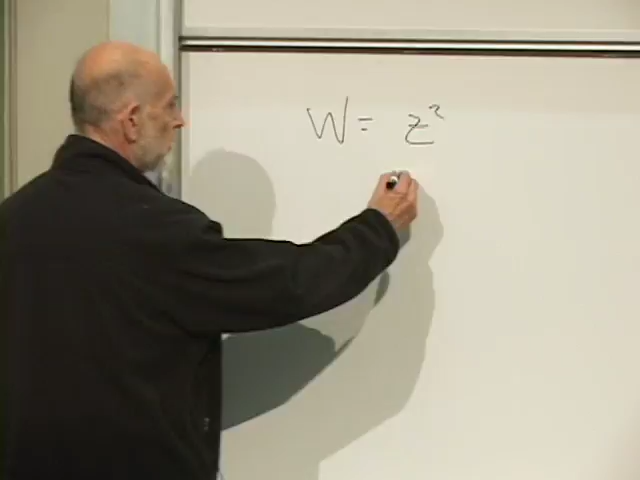 W = z²